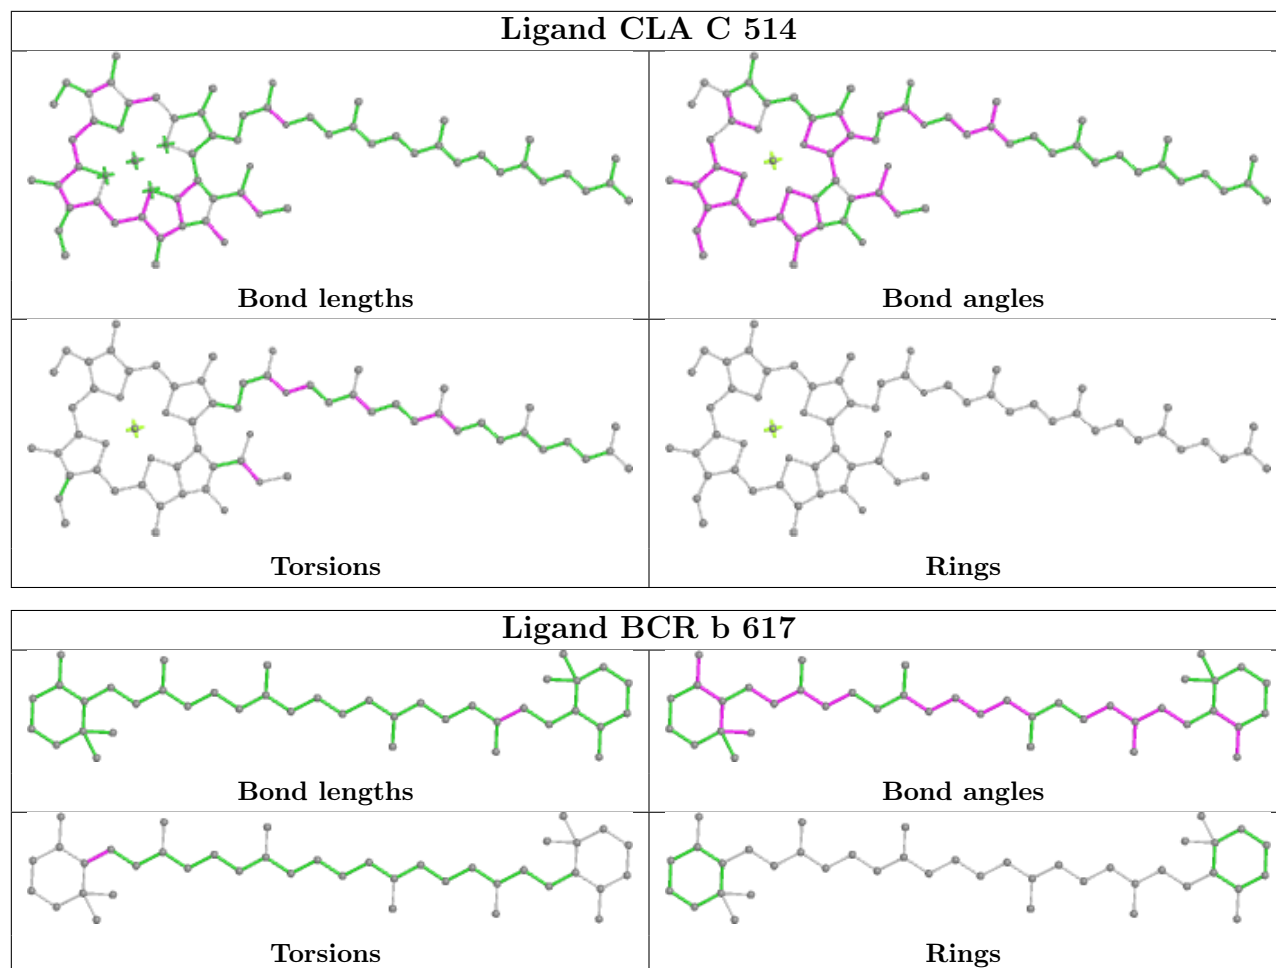 Ligand CLA C 514
Bond lengths
Bond angles
Torsions
Rings
Ligand BCR b 617
Bond lengths
Bond angles
Torsions
Rings